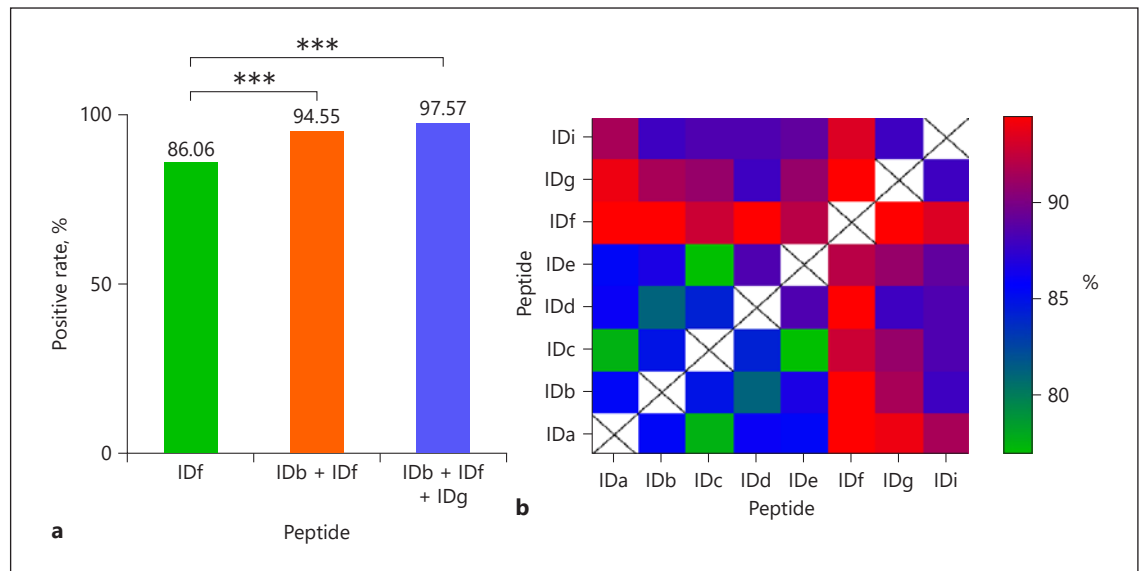 ***
***
100
97.57
94.55
86.06
50
0
Positive rate, %
IDf
IDb + IDf
IDb + IDf
+ IDg
Peptide
a
IDi
IDg
IDf
IDe
IDd
IDc
IDb
IDa
Peptide
IDa
IDb
IDc
IDd
IDe
IDf
IDg
IDi
Peptide
b
90
85
80
%